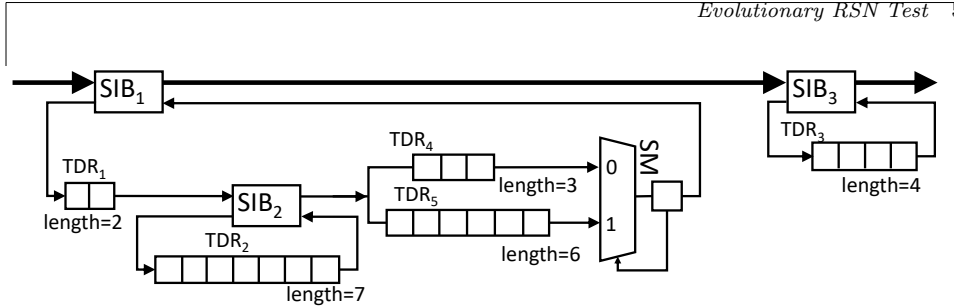 Evolutionary RSN Test
SIB1
SIB3
TDR1
length=2
SIB2
TDR2
length=7
TDR4
length=3
TDR5
length=6
0
1
SM
TDR3
length=4